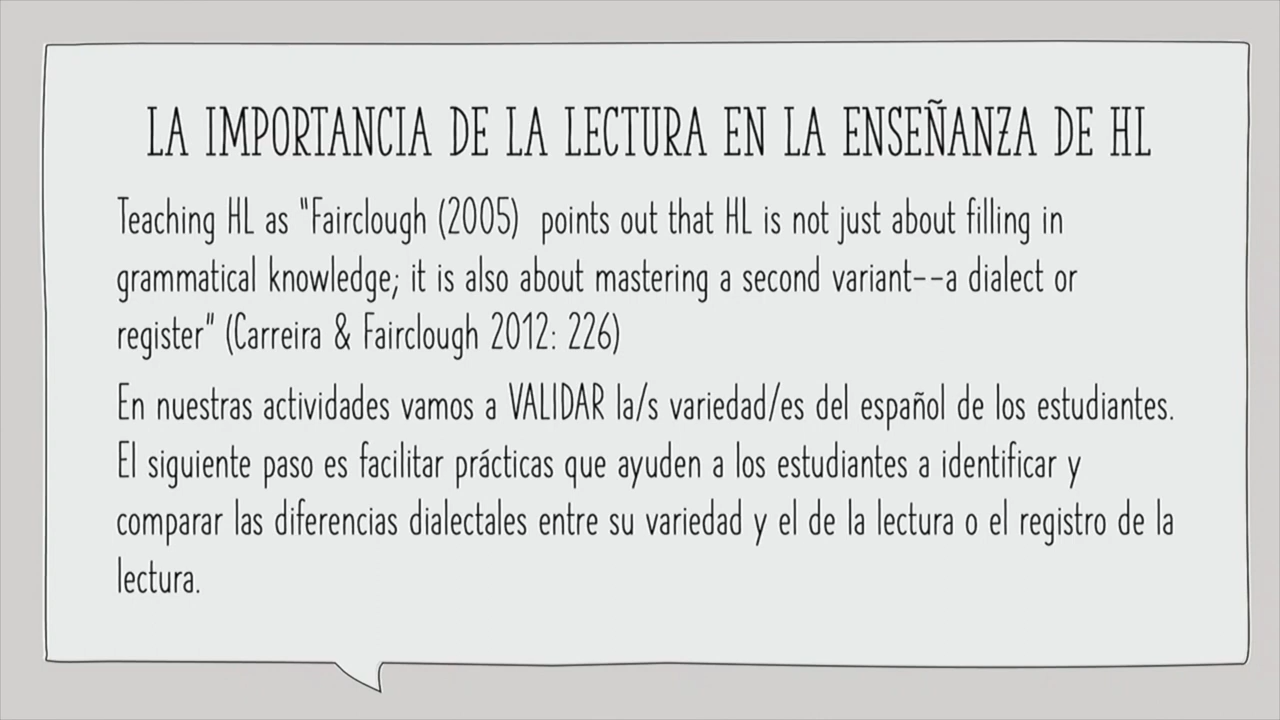 LA IMPORTANCIA DE LA LECTURA EN LA ENSEÑANZA DE HL
Teaching HL as "Fairclough (2005) points out that HL is not just about filling in
grammatical knowledge; it is also about mastering a second variant--a dialect or
register" (Carreira & Fairclough 2012: 226)
En nuestras actividades vamos a VALIDAR la/s variedad/es del español de los estudiantes.
El siguiente paso es facilitar prácticas que ayuden a los estudiantes a identificar y
comparar las diferencias dialectales entre su variedad y el de la lectura o el registro de la
lectura.